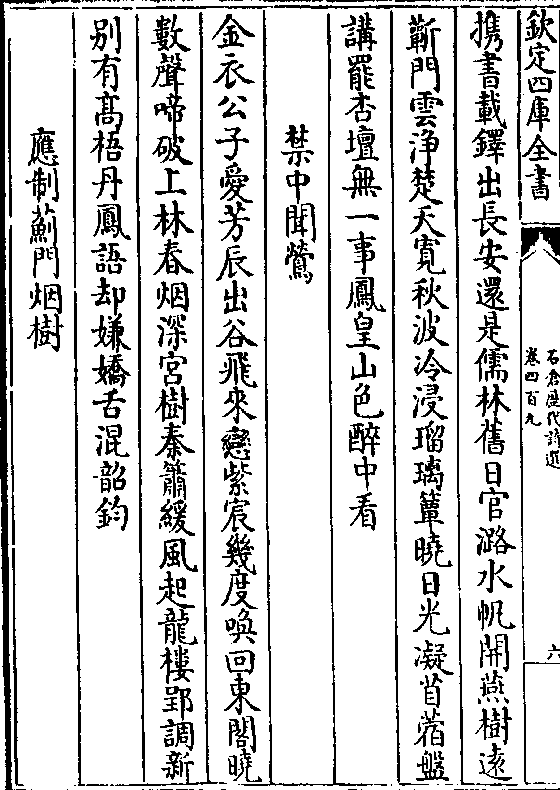 欽定四庫全書
石倉歷代詩選
卷四百九
六
携書載鐸出長安還是儒林舊日官潞水帆開燕樹遠
蘄門雲淨楚天寛秋波冷浸瑠璃簟曉日光凝苜蓿盤
講罷杏壇無一事鳳皇山色醉中看
禁中聞鶯
金衣公子愛芳辰出谷飛來戀紫宸幾度喚回東閣曉
數聲啼破上林春烟深宮樹秦簫緩風起龍樓郢調新
别有髙梧丹鳳語却嫌嬌舌混韶鈞
應制薊門烟樹